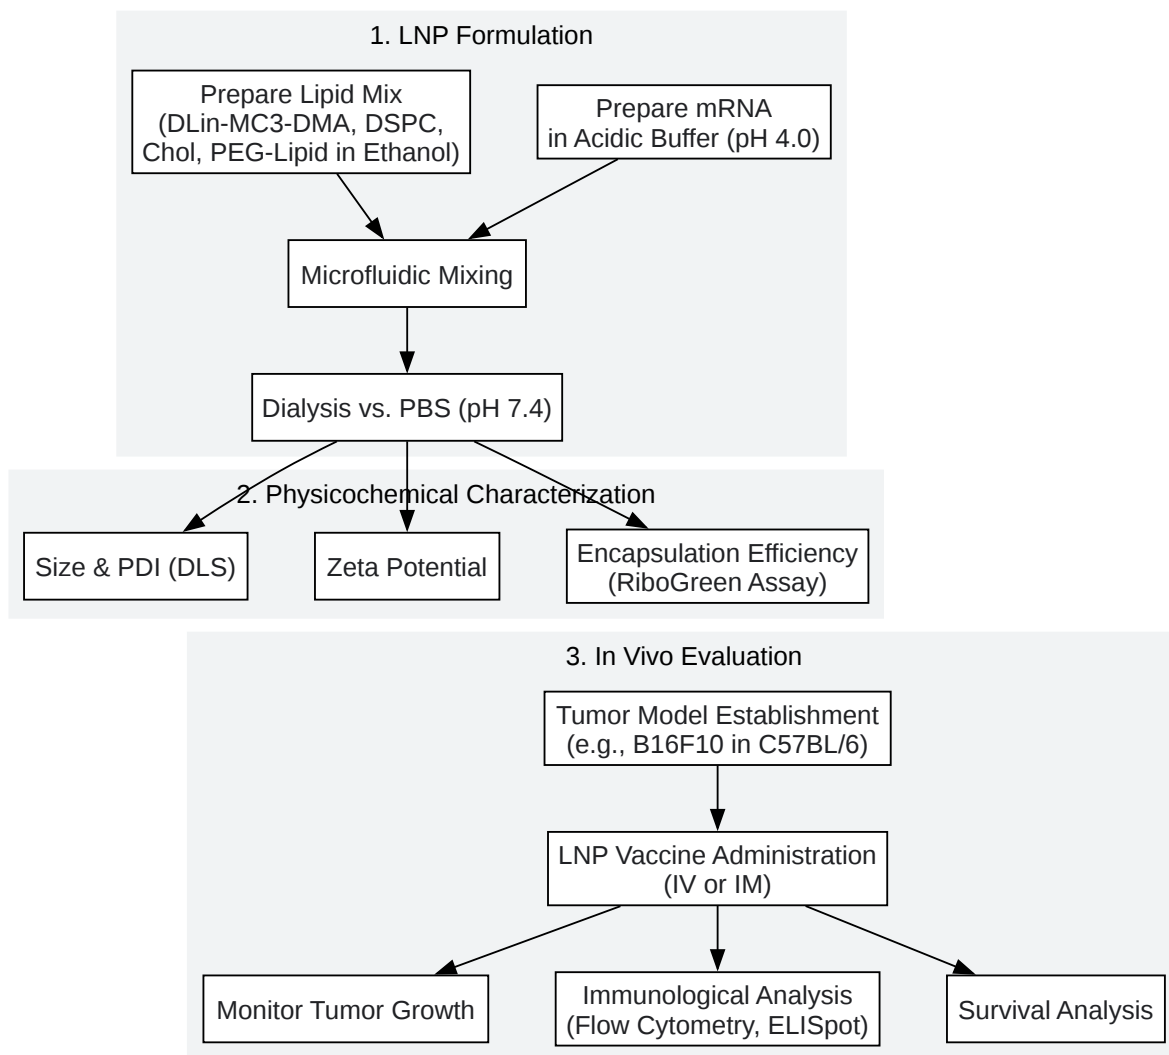 1. LNP Formulation
Prepare Lipid Mix
(DLin-MC3-DMA, DSPC,
Chol, PEG-Lipid in Ethanol)
Prepare mRNA
in Acidic Buffer (pH 4.0)
Microfluidic Mixing
Dialysis vs. PBS (pH 7.4)
2. Physicochemical Characterization
Size & PDI (DLS)
Zeta Potential
Encapsulation Efficiency
(RiboGreen Assay)
3. In Vivo Evaluation
Tumor Model Establishment
(e.g., B16F10 in C57BL/6)
LNP Vaccine Administration
(IV or IM)
Monitor Tumor Growth
Immunological Analysis
(Flow Cytometry, ELISpot)
Survival Analysis